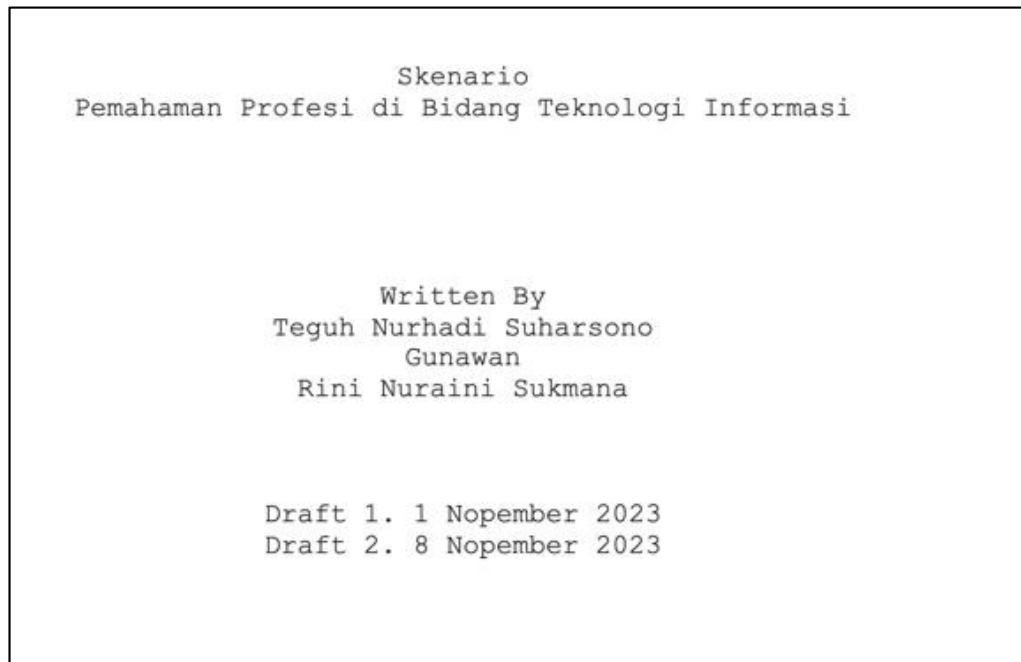 Skenario
Pemahaman Profesi di Bidang Teknologi Informasi
Written By
Teguh Nurhadi Suharsono
Gunawan
Rini Nuraini Sukmana
Draft 1. 1 Nopember 2023
Draft 2. 8 Nopember 2023